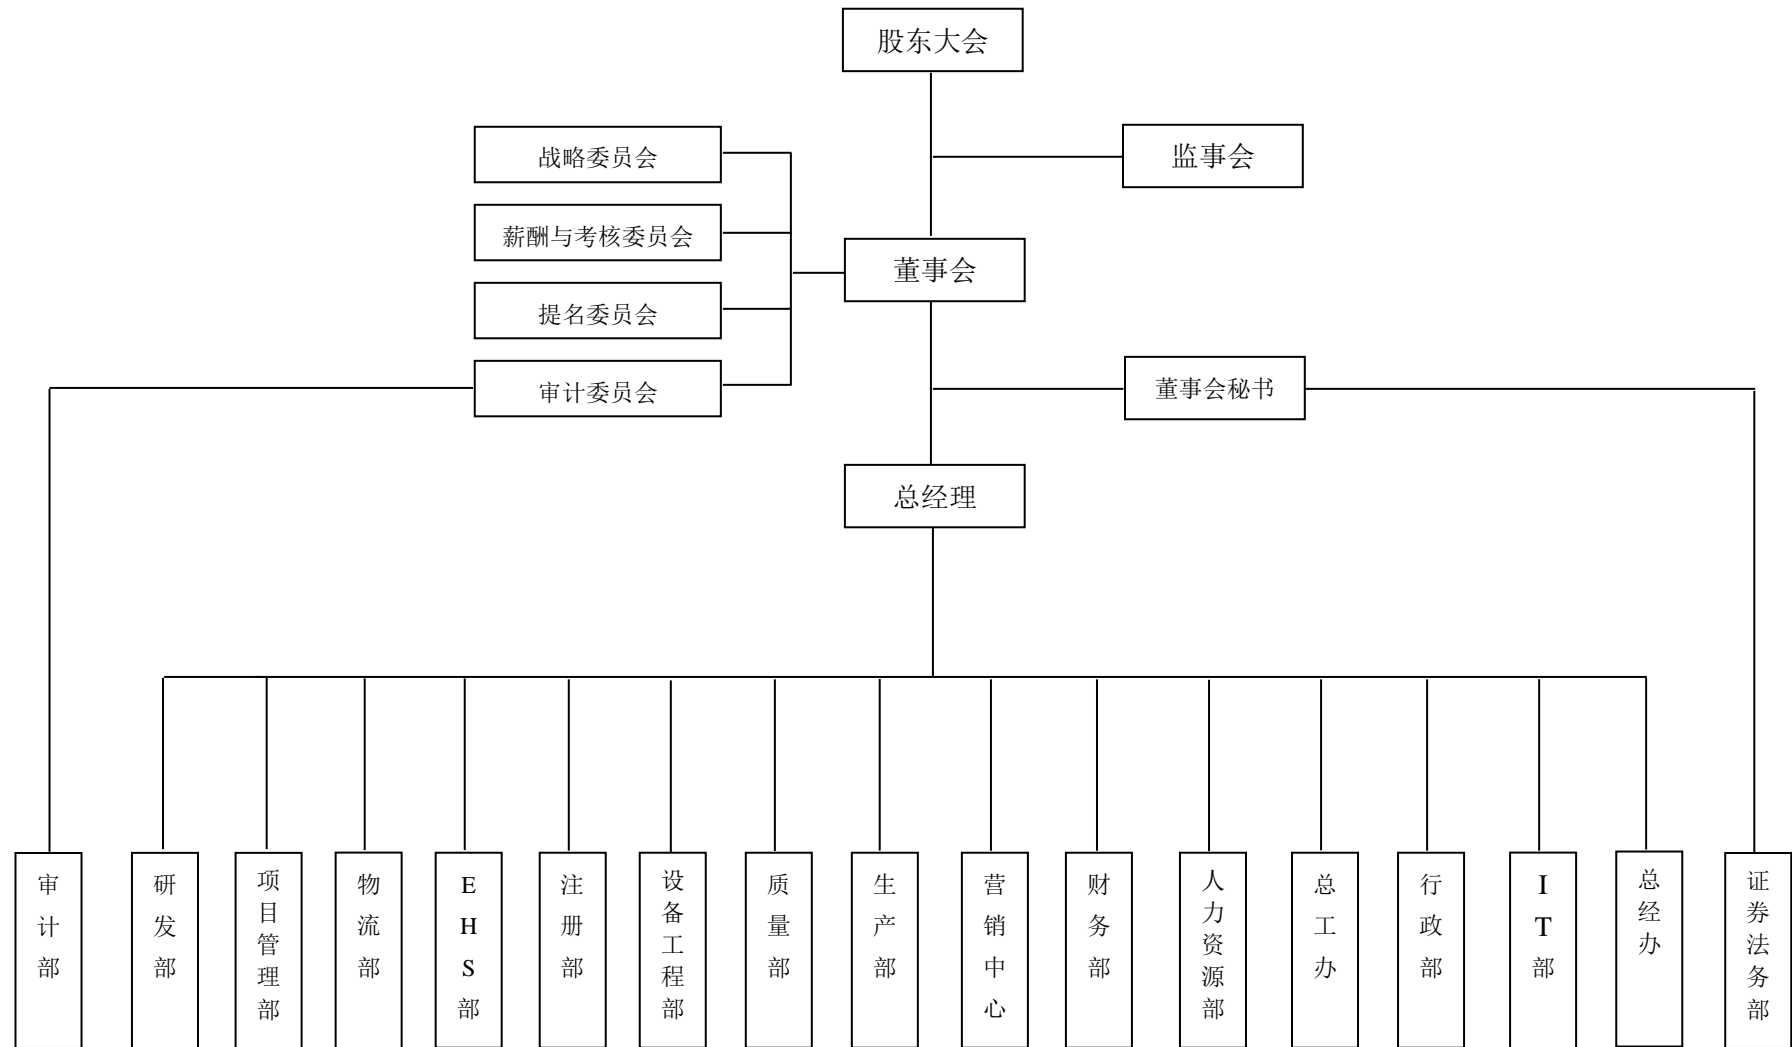 股东大会
监事会
战略委员会
薪酬与考核委员会
董事会
提名委员会
审计委员会
董事会秘书
总经理
审计部
研发部
项目管理部
物流部
EHS部
注册部
设备工程部
质量部
生产部
营销中心
财务部
人力资源部
总工办
行政部
IT部
总经办
证券法务部